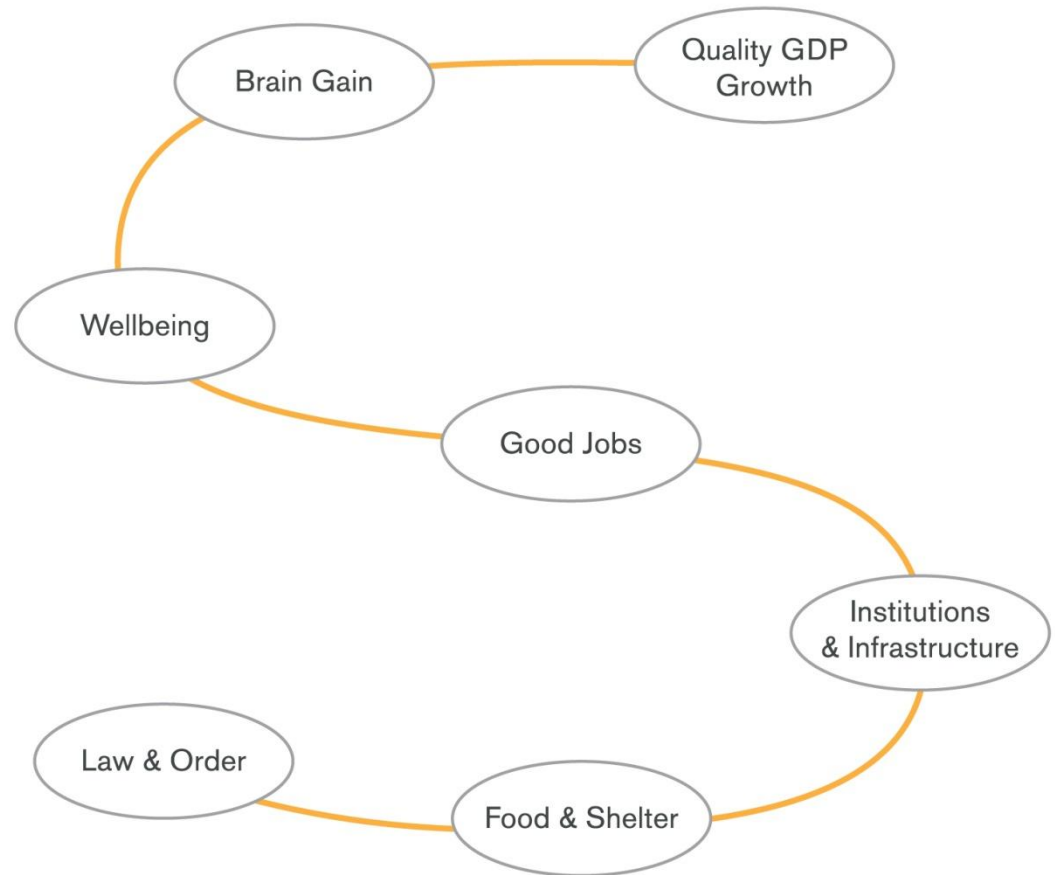 Quality GDP
Growth
Brain Gain
Wellbeing
Good Jobs
Institutions
& Infrastructure
Law & Order
Food & Shelter